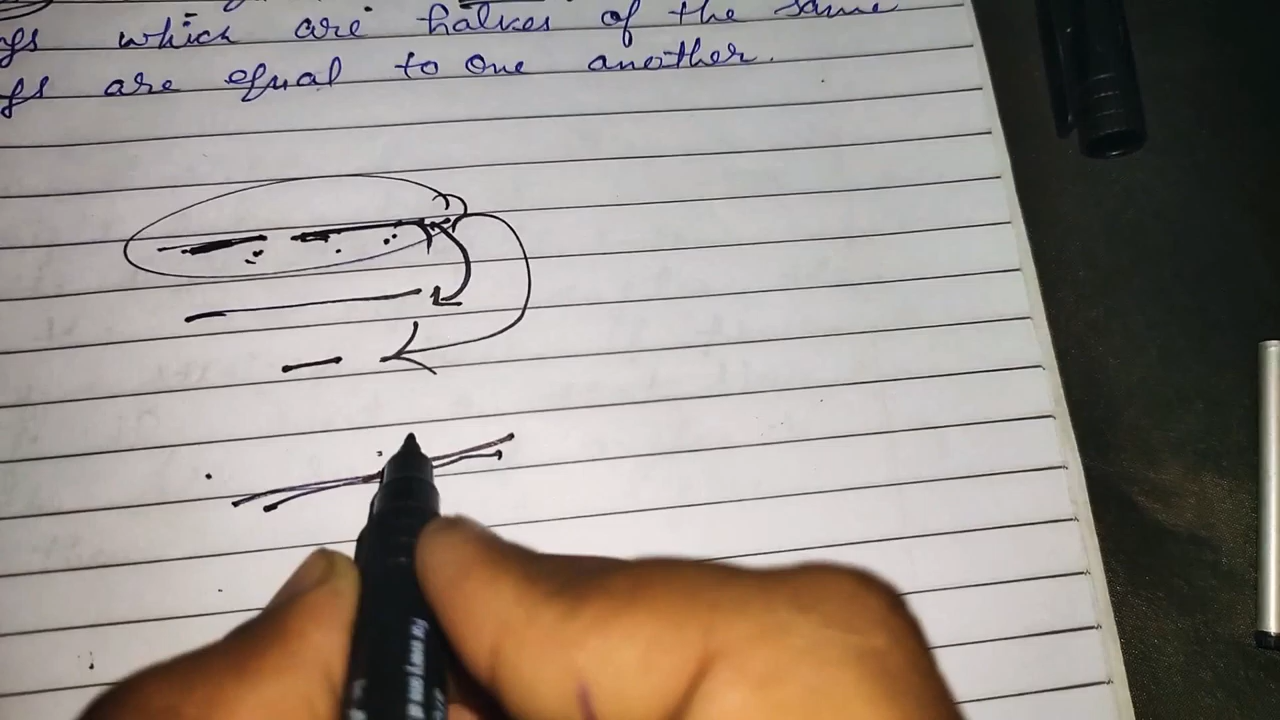 which are halves of the same
are equal to one another.